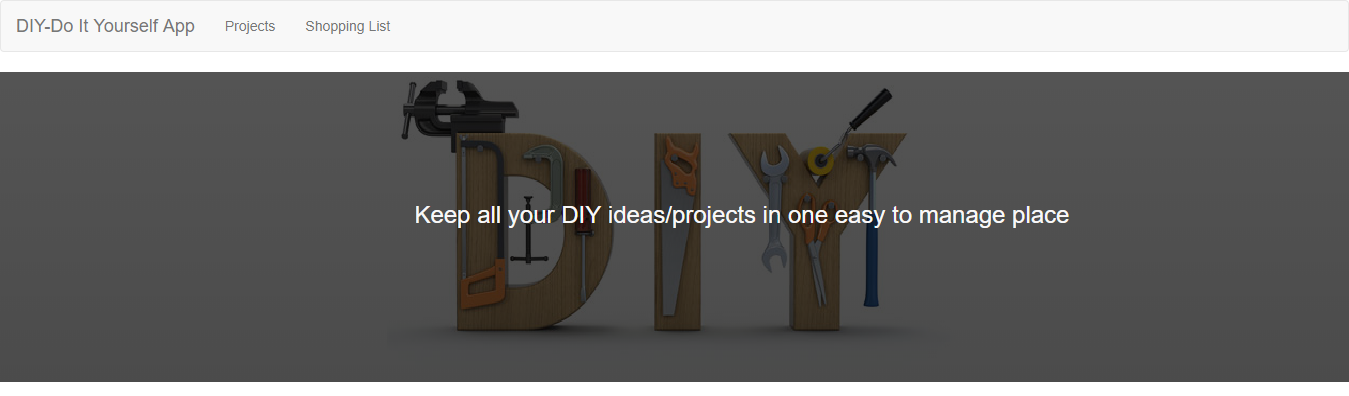 DIY-Do It Yourself App Projects Shopping List
DIY
Keep all your DIY ideas/projects in one easy to manage place